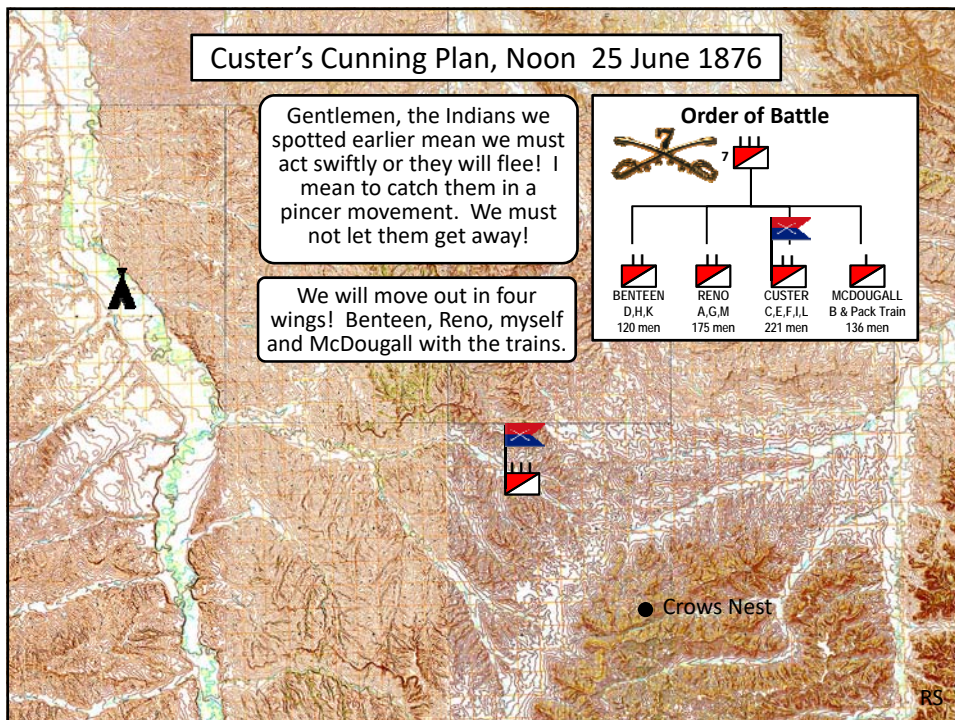 Custer's Cunning Plan, Noon 25 June 1876
Gentlemen, the Indians we
spotted earlier mean we must
act swiftly or they will flee! I
mean to catch them in a
pincer movement. We must
not let them get away!
We will move out in four
wings! Benteen, Reno, myself
and McDougall with the trains.
Order of Battle
7
7
BENTEEN
D,H,K
120 men
RENO
A,G,M
175 men
CUSTER
C,E,F,I,L
221 men
MCDOUGALL
B & Pack Train
136 men
Crows Nest
RS